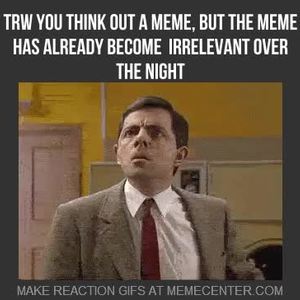 TRW YOU THINK OUT A MEME, BUT THE MEME
HAS ALREADY BECOME IRRELEVANT OVER
THE NIGHT
MAKE REACTION GIFS AT MEMECENTER.COM